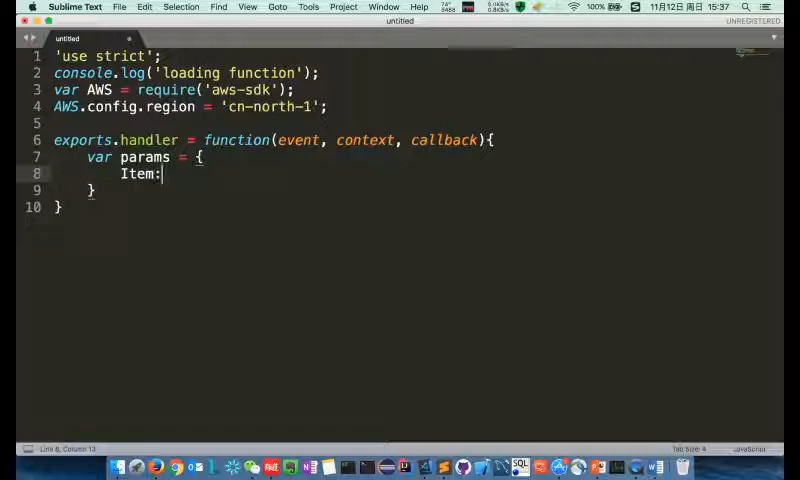 Sublime Text File Edit Selection Find View Goto Tools Project Window Help 100% 11月12日 周日 15:37
untitled UNREGISTERED
untitled
1 'use strict';
2 console.log('loading function');
3 var AWS = require('aws-sdk');
4 AWS.config.region = 'cn-north-1';
5
6 exports.handler = function(event, context, callback){
7 var params = {
8 Item:
9 }
10 }
Line 8, Column 13 Tab Size: 4 JavaScript
SQL